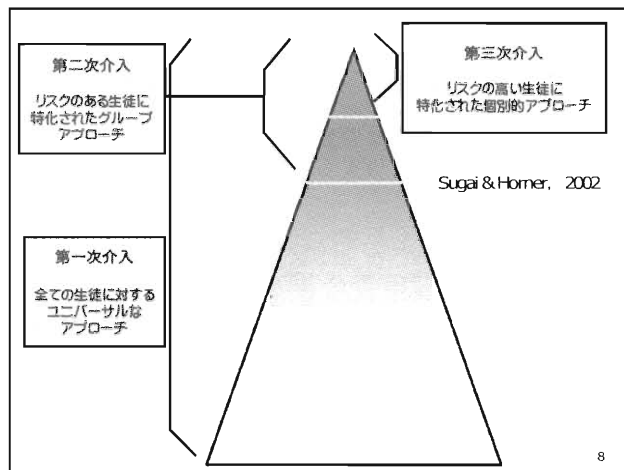 第二次介入
リスクのある生徒に
特化されたグループ
アプローチ
第三次介入
リスクの高い生徒に
特化された個別的アプローチ
Sugai & Horner, 2002
第一次介入
全ての生徒に対する
ユニバーサルな
アプローチ
8